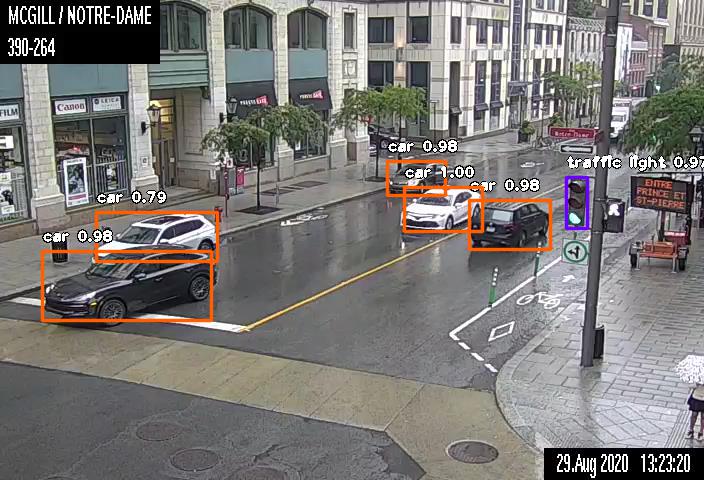 MCGILL / NOTRE-DAME
390-264
FILM
Canon
LEICA
car 0.98
car 1.00
car 0.98
traffic light 0.97
car 0.79
car 0.98
Notre-Dame
ENTRE
PRINCE ET
ST-PIERRE
29.Aug 2020 13:23:20